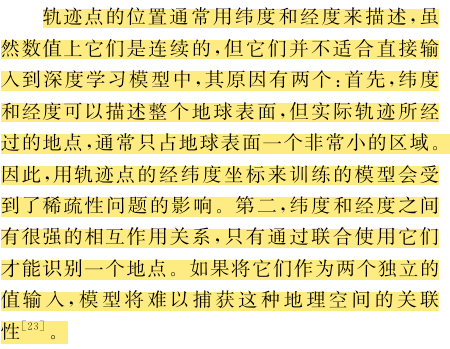 轨迹点的位置通常用纬度和经度来描述,虽
然数值上它们是连续的,但它们并不适合直接输
入到深度学习模型中,其原因有两个:首先,纬度
和经度可以描述整个地球表面,但实际轨迹所经
过的地点,通常只占地球表面一个非常小的区域。
因此,用轨迹点的经纬度坐标来训练的模型会受
到了稀疏性问题的影响。第二,纬度和经度之间
有很强的相互作用关系,只有通过联合使用它们
才能识别一个地点。如果将它们作为两个独立的
值输入,模型将难以捕获这种地理空间的关联
性[23]。